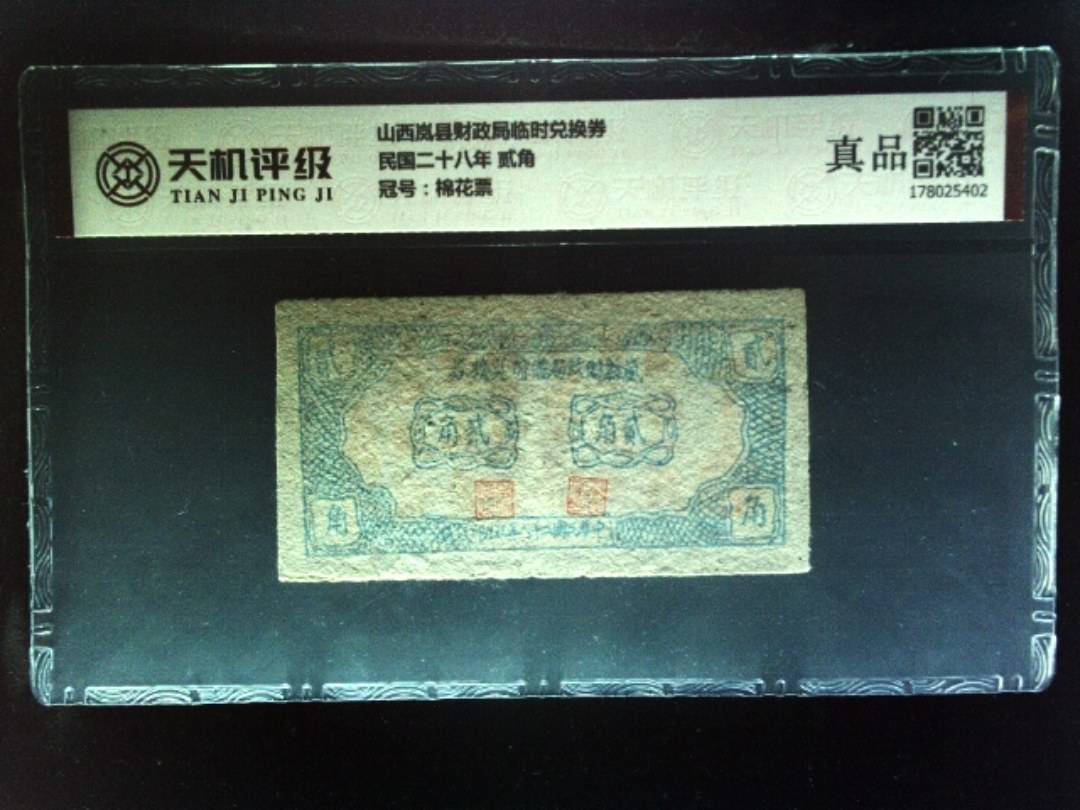 天机评级
TIAN JI PING JI
山西岚县财政局临时兑换券
民国二十八年 贰角
冠号：棉花票
真品
178025402
贰
贰
角贰
角贰
角
角